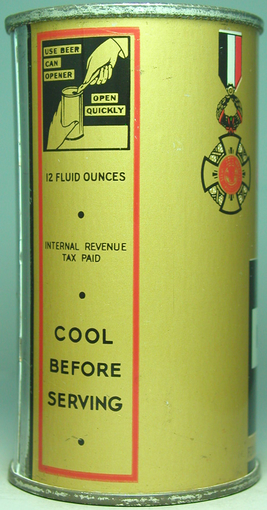 USE BEER
CAN
OPENER
OPEN
QUICKLY
12 FLUID OUNCES
INTERNAL REVENUE
TAX PAID
COOL
BEFORE
SERVING